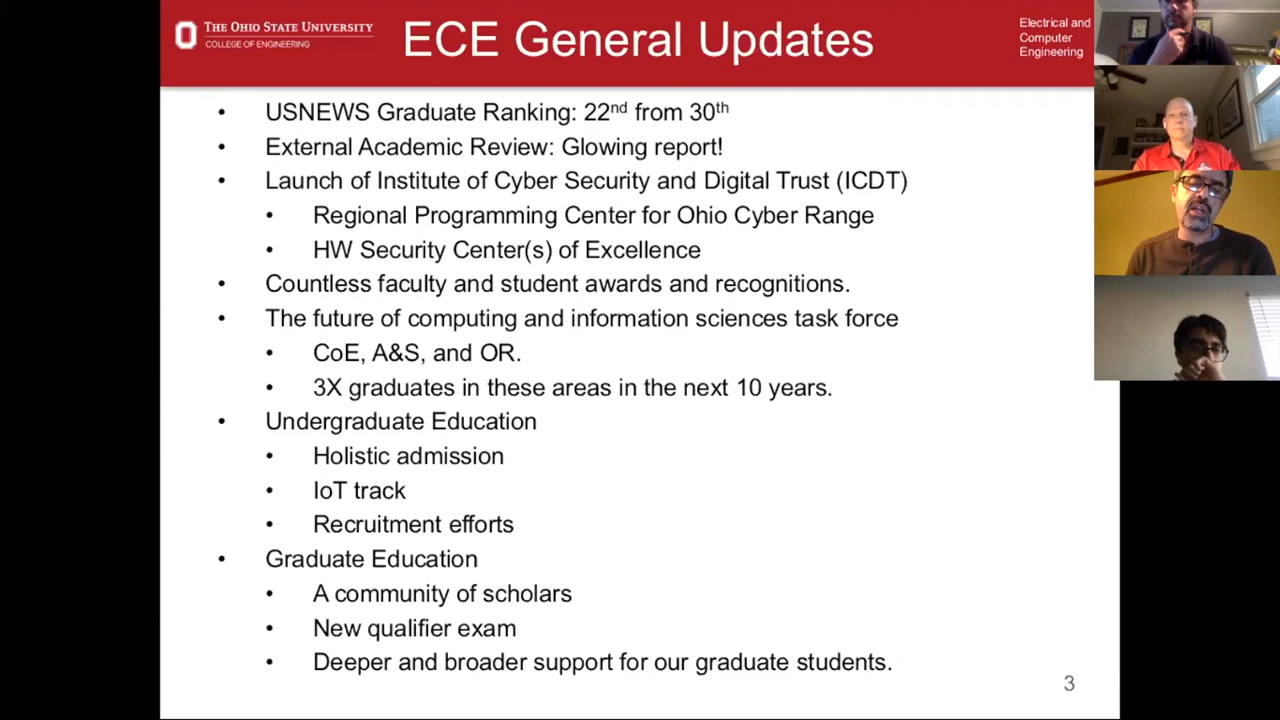 THE OHIO STATE UNIVERSITY
COLLEGE OF ENGINEERING
ECE General Updates
Electrical and
Computer
Engineering
• USNEWS Graduate Ranking: 22nd from 30th
• External Academic Review: Glowing report!
• Launch of Institute of Cyber Security and Digital Trust (ICDT)
• Regional Programming Center for Ohio Cyber Range
• HW Security Center(s) of Excellence
• Countless faculty and student awards and recognitions.
• The future of computing and information sciences task force
• CoE, A&S, and OR.
• 3X graduates in these areas in the next 10 years.
• Undergraduate Education
• Holistic admission
• IoT track
• Recruitment efforts
• Graduate Education
• A community of scholars
• New qualifier exam
• Deeper and broader support for our graduate students.
3